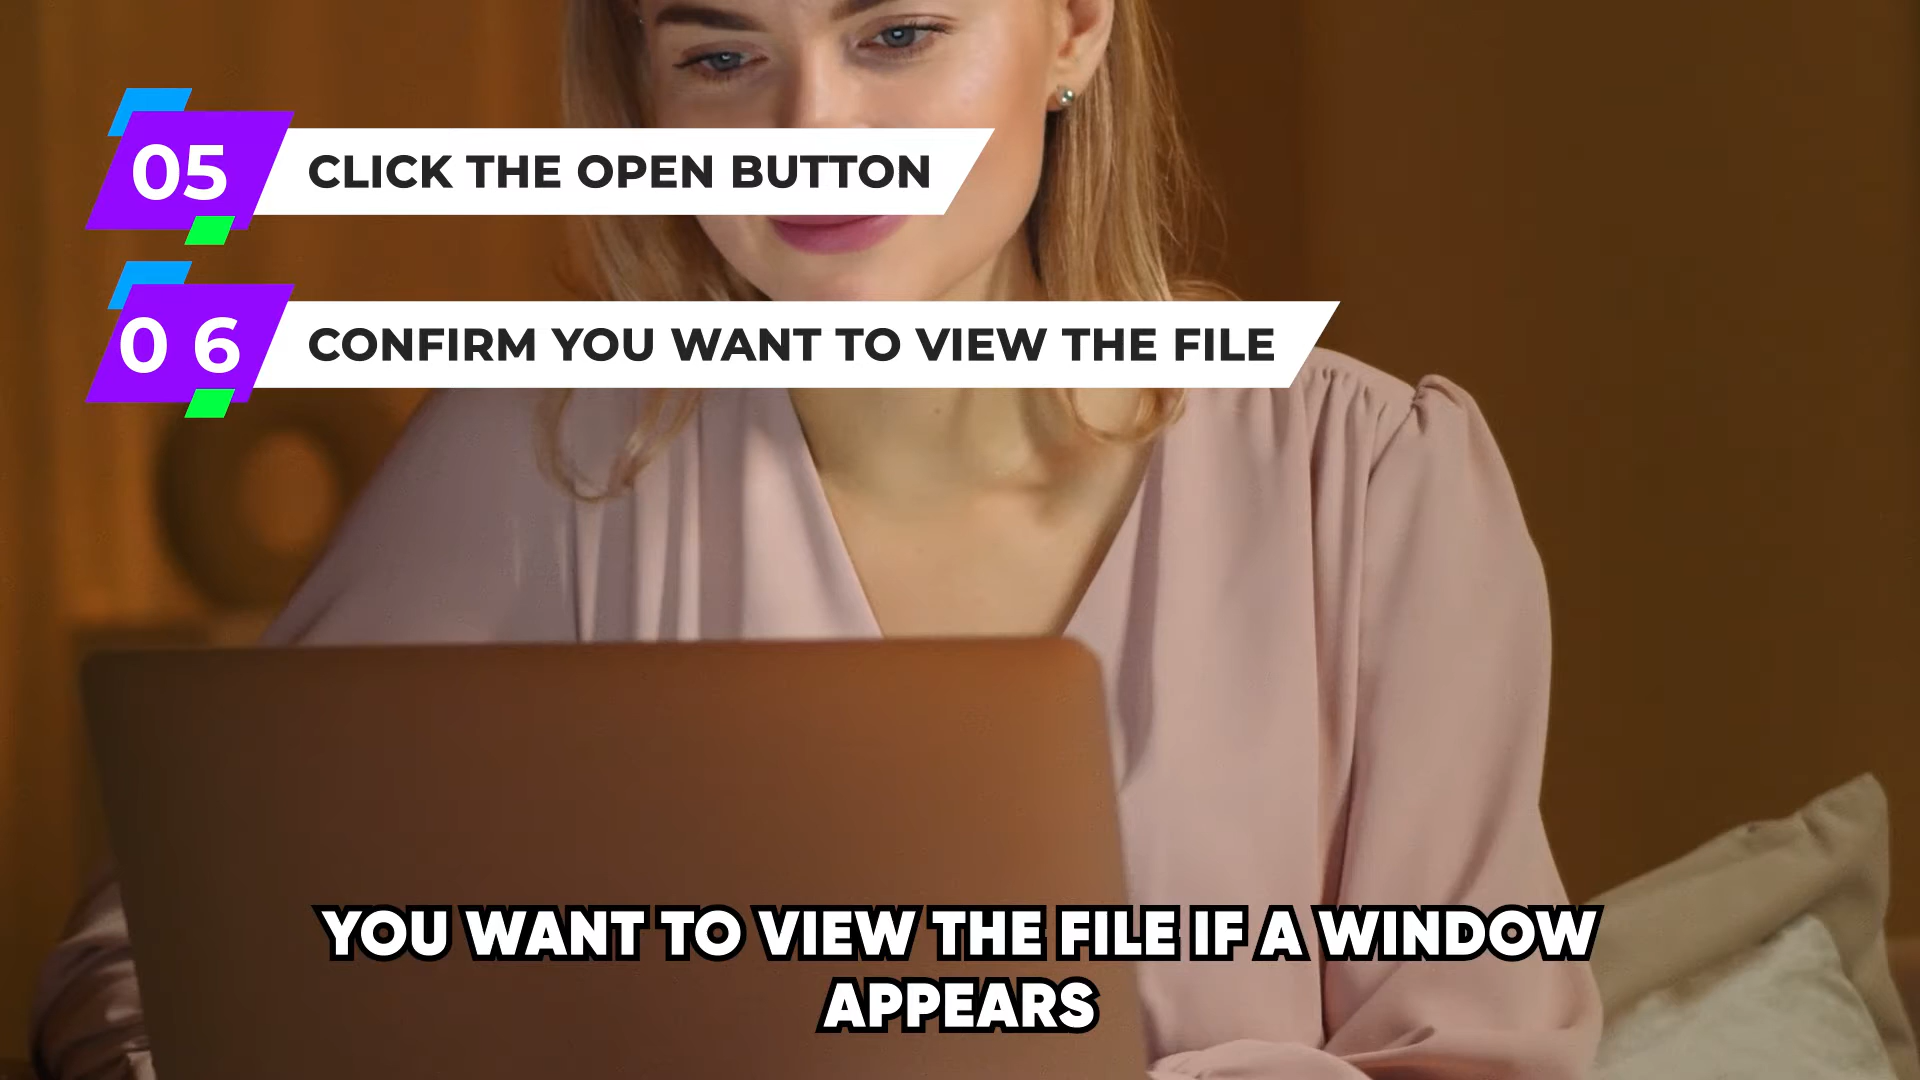 05 CLICK THE OPEN BUTTON
0 6 CONFIRM YOU WANT TO VIEW THE FILE
YOU WANT TO VIEW THE FILE IF A WINDOW
APPEARS